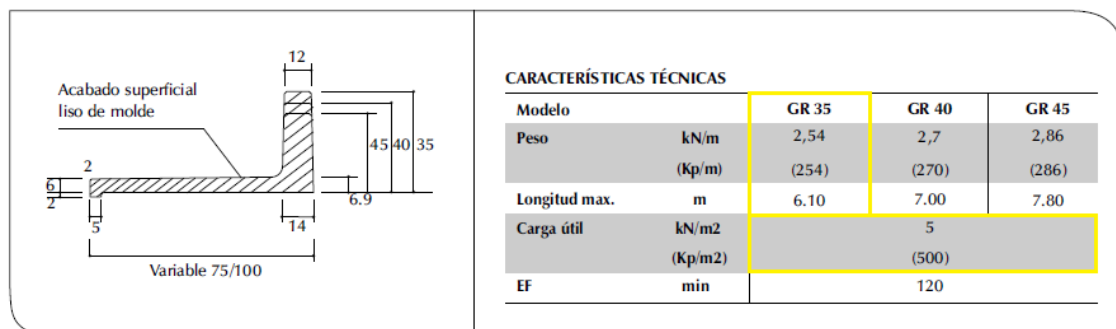 12
Acabado superficial
liso de molde
45 40 35
2
6
2
6.9
5
14
Variable 75/100
CARACTERÍSTICAS TÉCNICAS
Modelo GR 35 GR 40 GR 45
Peso kN/m 2,54 2,7 2,86
(Kp/m) (254) (270) (286)
Longitud max. m 6.10 7.00 7.80
Carga útil kN/m2 5
(Kp/m2) (500)
EF min 120